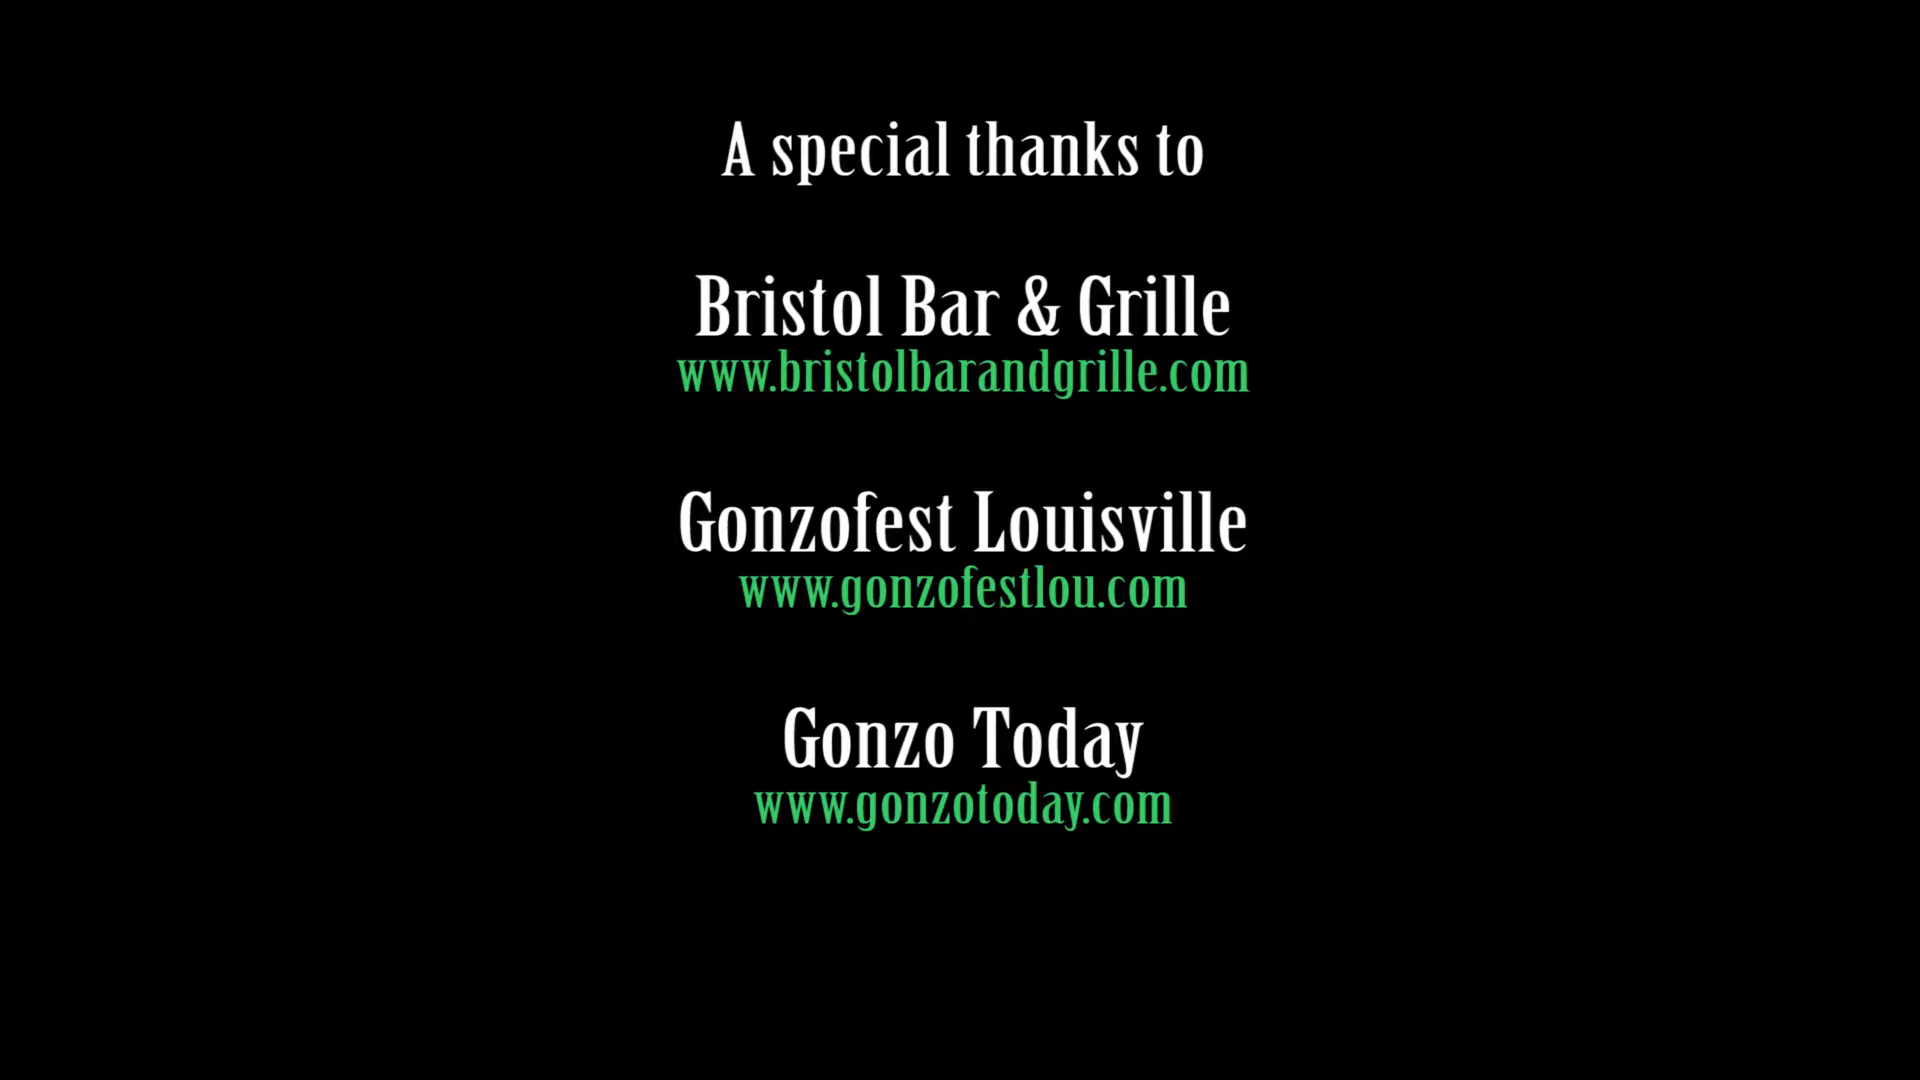 A special thanks to
Bristol Bar & Grille
www.bristolbarandgrille.com
Gonzofest Louisville
www.gonzofestlou.com
Gonzo Today
www.gonzotoday.com